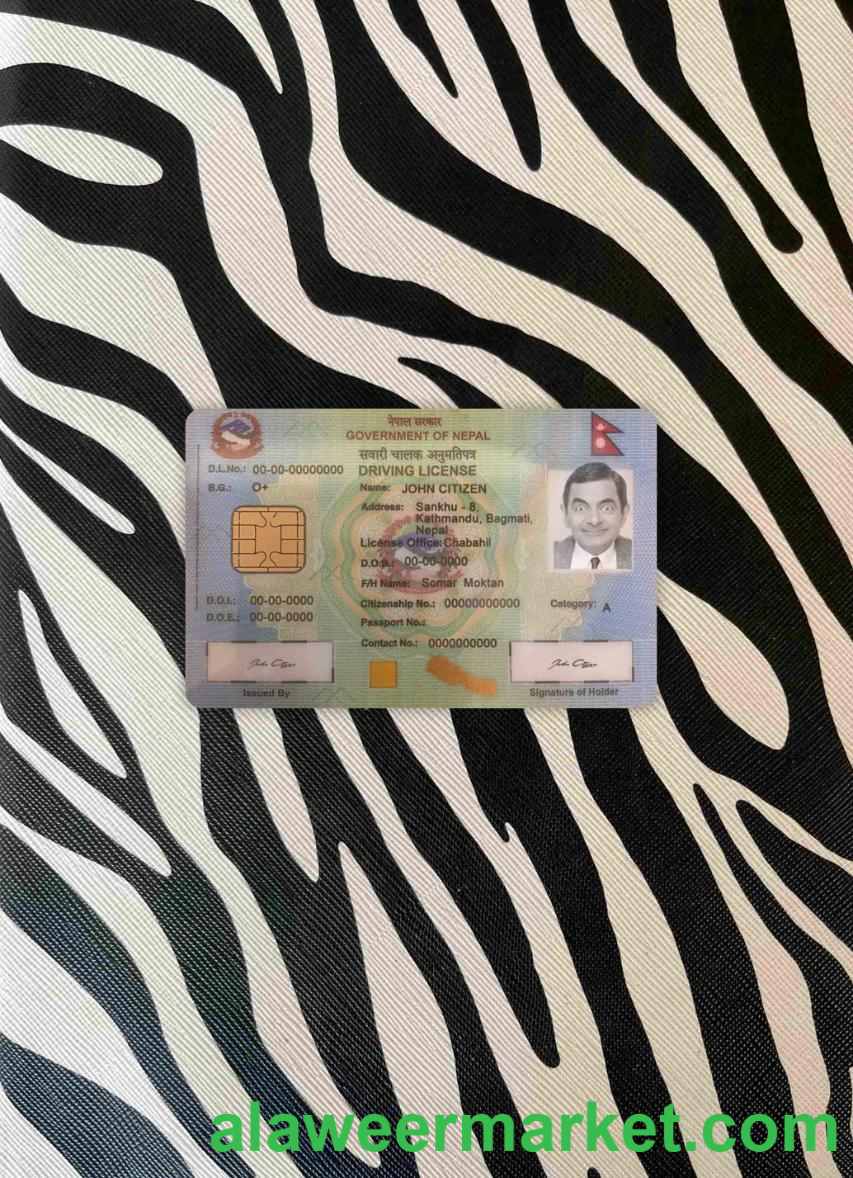 नेपाल सरकार
GOVERNMENT OF NEPAL
सवारी चालक अनुमतिपत्र
D.L.No.: 00-00-00000000 DRIVING LICENSE
B.G.: O+
Name: JOHN CITIZEN
Address: Sankhu - 8,
Kathmandu, Bagmati,
Nepal
License Office: Chabahil
D.O.B.: 00-00-0000
F/H Name: Somar Moktan
D.O.I.: 00-00-0000
Citizenship No.: 00000000000
Category: A
D.O.E.: 00-00-0000
Passport No.:
Contact No.: 0000000000
John Citizen
John Citizen
Issued By
Signature of Holder
alaweermarket.com